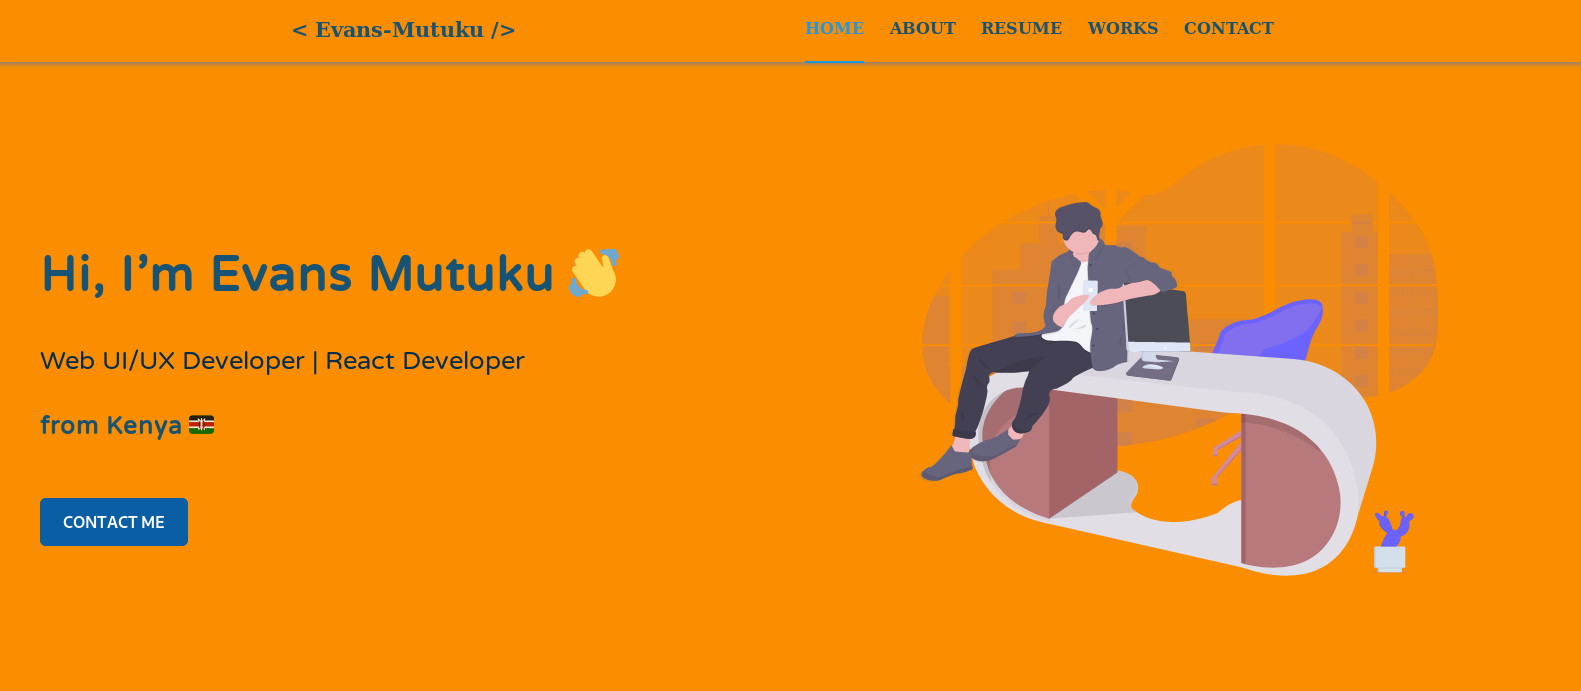 < Evans-Mutuku />
HOME ABOUT RESUME WORKS CONTACT
Hi, I’m Evans Mutuku 👋
Web UI/UX Developer | React Developer
from Kenya 🇰🇪
CONTACT ME